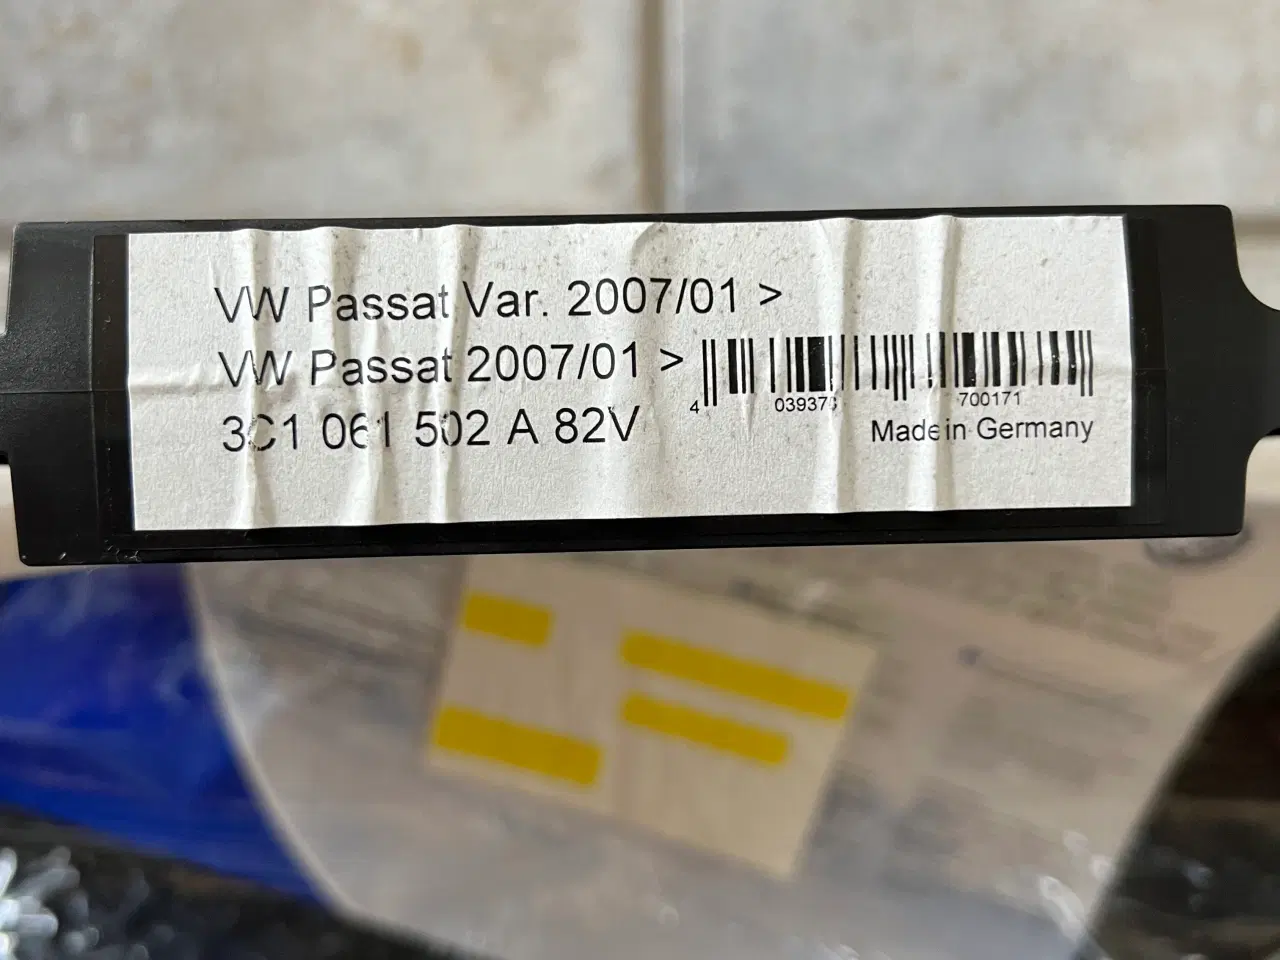 VW Passat Var. 2007/01 >
VW Passat 2007/01 >
3C1 061 502 A 82V
4 039373 700171
Made in Germany